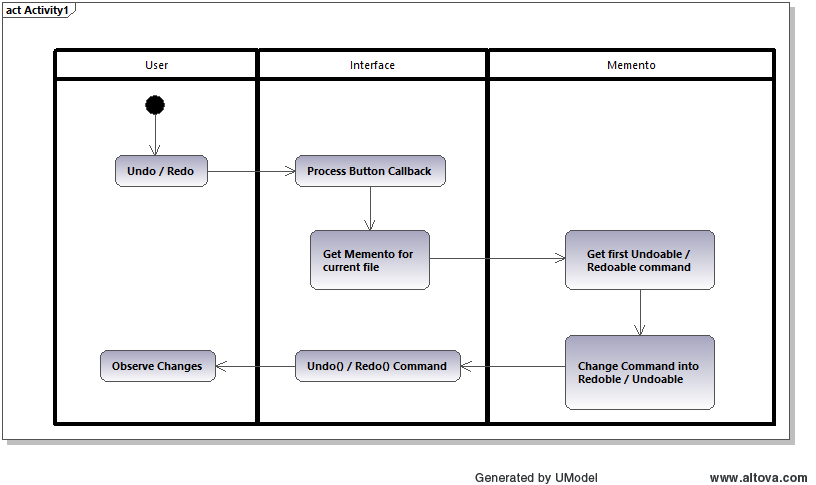 act Activity1
User
Interface
Memento
Undo / Redo
Process Button Callback
Get Memento for
current file
Get first Undoable /
Redoable command
Observe Changes
Undo() / Redo() Command
Change Command into
Redoble / Undoable
Generated by UModel
www.altova.com